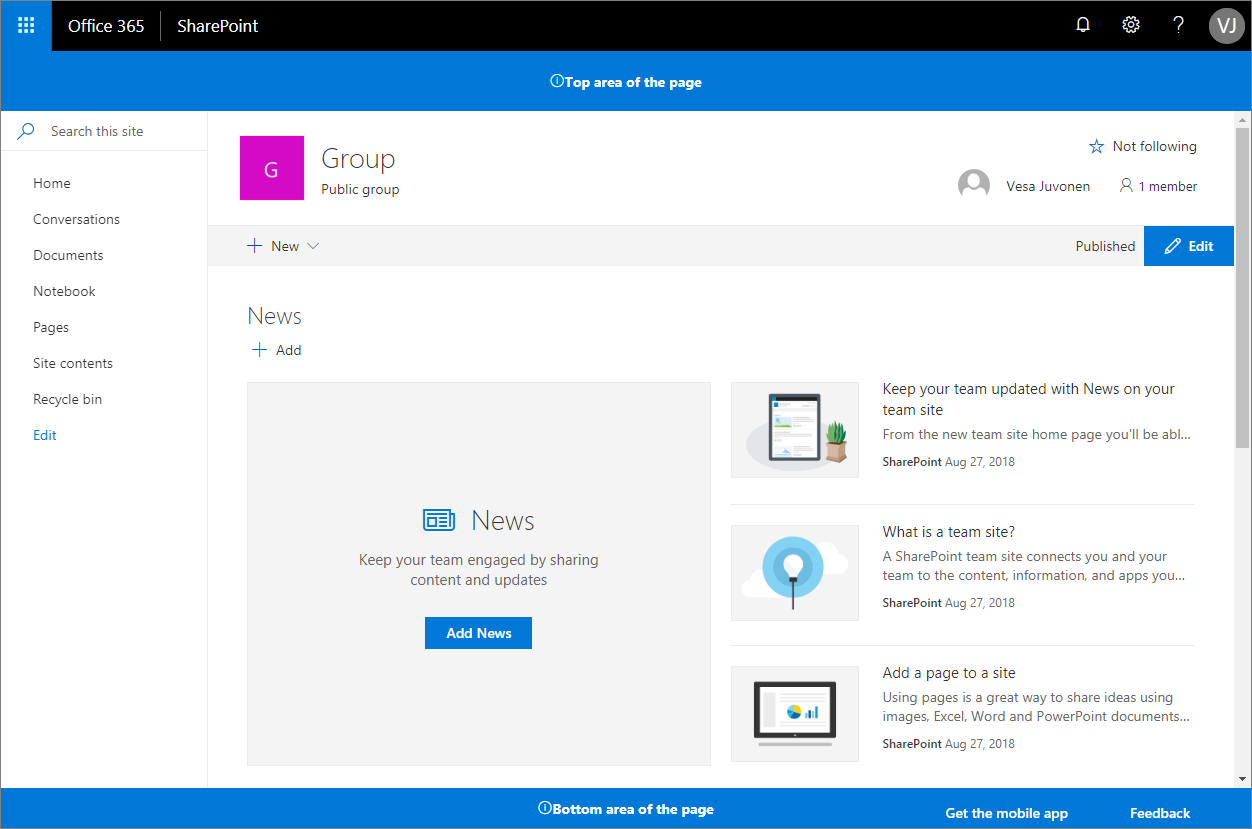 Office 365
SharePoint
?
VJ
Top area of the page
Search this site
Home
Conversations
Documents
Notebook
Pages
Site contents
Recycle bin
Edit
G
Group
Public group
Not following
Vesa Juvonen
1 member
New
Published
Edit
News
Add
News
Keep your team engaged by sharing
content and updates
Add News
Keep your team updated with News on your
team site
From the new team site home page you'll be abl...
SharePoint Aug 27, 2018
What is a team site?
A SharePoint team site connects you and your
team to the content, information, and apps you...
SharePoint Aug 27, 2018
Add a page to a site
Using pages is a great way to share ideas using
images, Excel, Word and PowerPoint documents...
SharePoint Aug 27, 2018
Bottom area of the page
Get the mobile app
Feedback